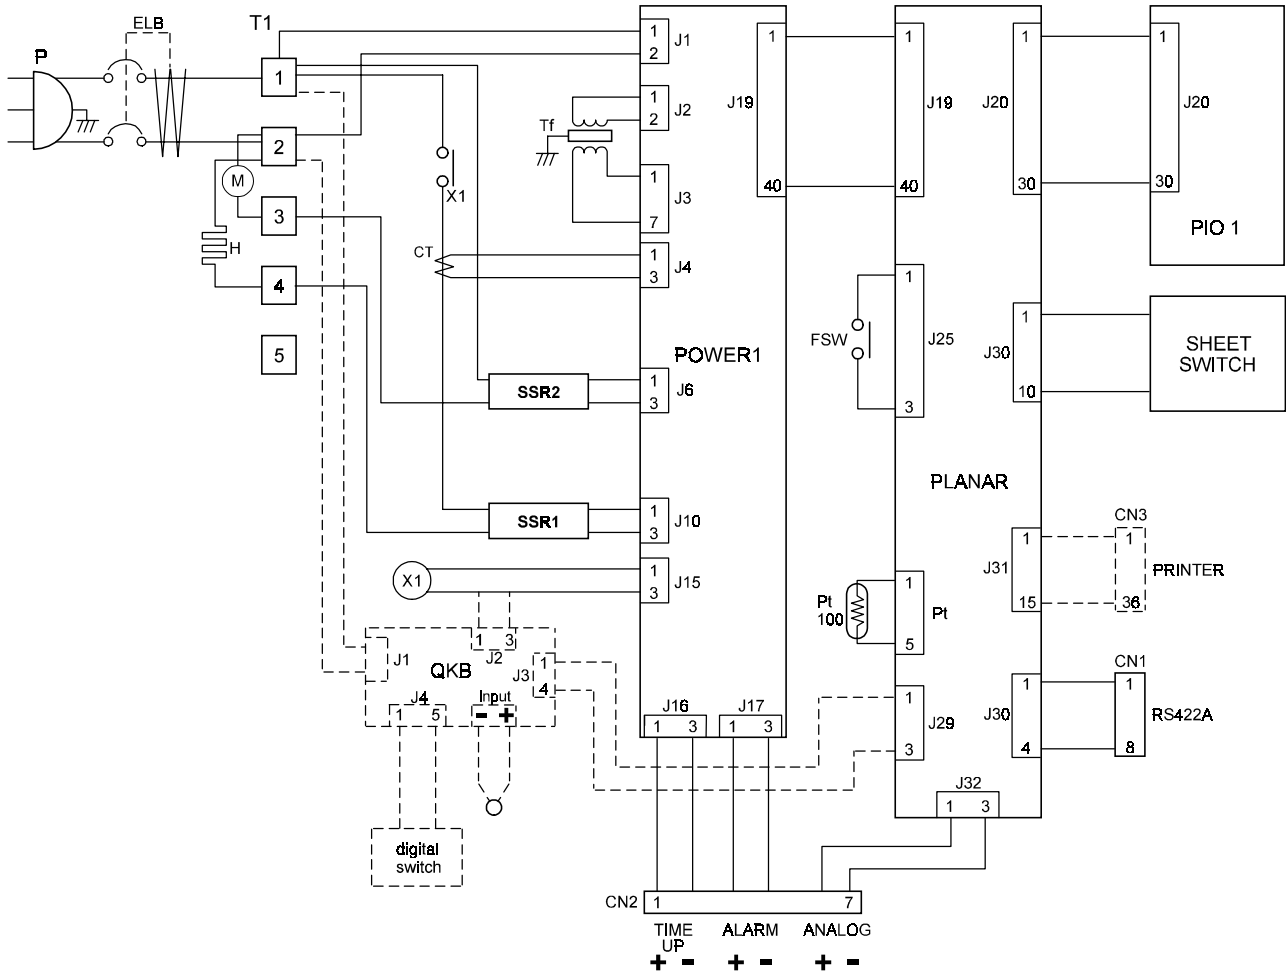 ELB
T1
P
1
2
3
4
5
M
H
X1
CT
Tf
1
2
J1
1
2
J2
1
7
J3
1
3
J4
POWER1
SSR2
1
3
J6
SSR1
1
3
J10
X1
1
3
J15
J19
1
40
1
40
J19
J20
1
30
1
30
J20
PIO 1
FSW
1
3
J25
J30
1
10
SHEET
SWITCH
PLANAR
J31
1
15
CN3
1
36
PRINTER
Pt
100
1
5
Pt
J1
1 3
J2
QKB
J3
1
4
J4
1 5
Input
- +
digital
switch
J16
1 3
J17
1 3
1
3
J29
J30
1
4
CN1
1
8
RS422A
J32
1 3
CN2 1 7
TIME
UP
ALARM
ANALOG
+ - + - + -